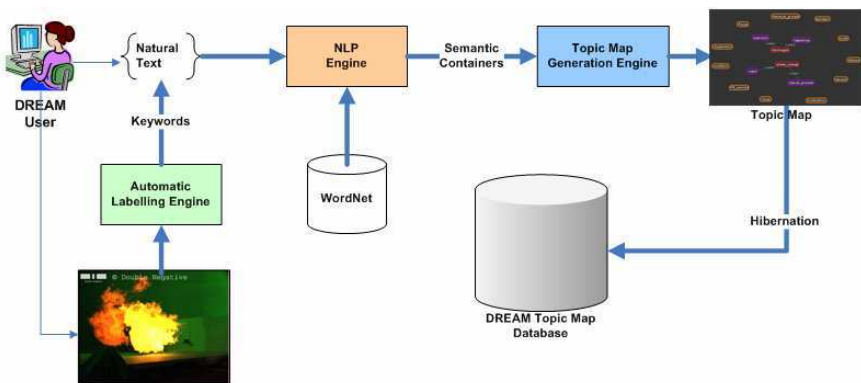 { Natural
Text }
NLP
Engine
Semantic
Containers
Topic Map
Generation Engine
DREAM
User
Keywords
Topic Map
Automatic
Labelling Engine
WordNet
Hibernation
© Double Negative
DREAM Topic Map
Database